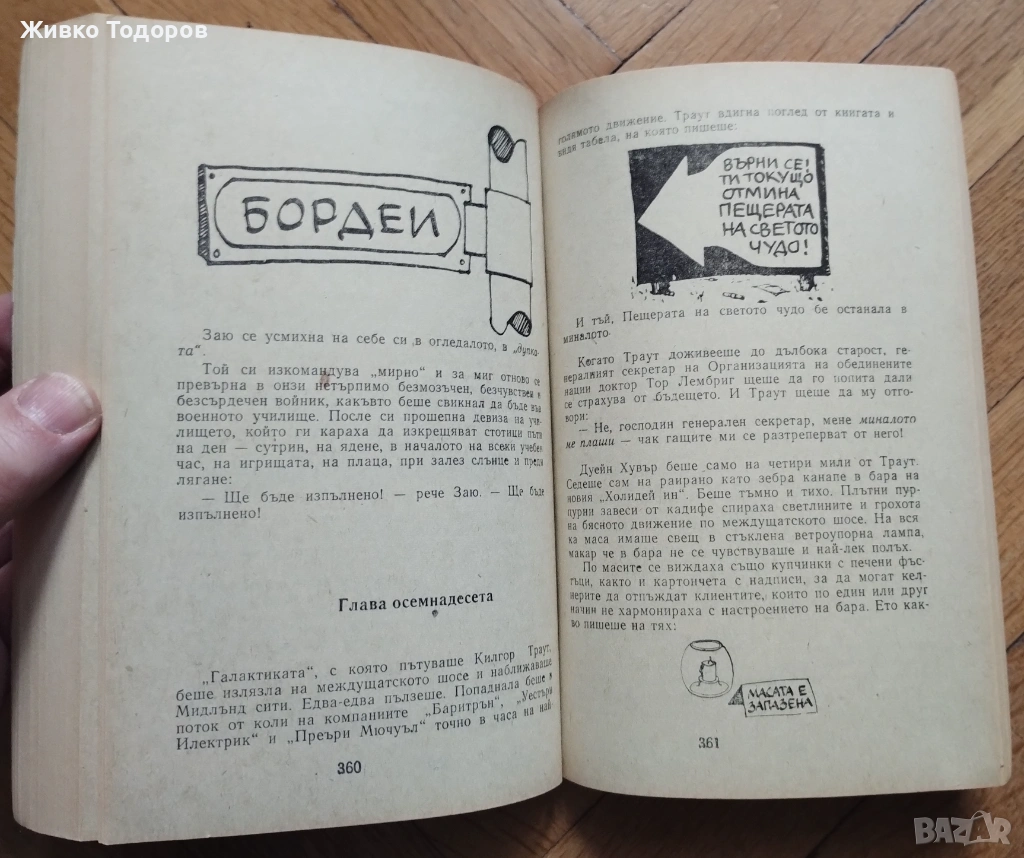 Живко Тодоров
БОРДЕИ
Заю се усмихна на себе си в огледалото, в „дупка-
та“.
Той си изкомандува „мирно“ и за миг отново се
превърна в онзи нетърпимо безмозъчен, безчувствен и
безсърдечен войник, какъвто беше свикнал да бъде във
военното училище. После си прошепна девиза на учи-
лището, който ги караха да изкрещяват стотици пъти
на ден — сутрин, на ядене, в началото на всеки учебен
час, на игрищата, на плаца, при залез слънце и преди
лягане:
— Ще бъде изпълнено! — рече Заю. — Ще бъде
изпълнено!
Глава осемнадесета
„Галактиката“, с която пътуваше Килгор Траут,
беше излязла на междущатското шосе и наближаваше
Мидлънд сити. Едва-едва пълзеше. Попаднала беше в
поток от коли на компаниите „Баритрън“, „Уестърн
Илектрик“ и „Преъри Мючуъл“ точно в часа на най-
360
голямото движение. Траут вдигна поглед от книгата и
видя табела, на която пишеше:
ВЪРНИ СЕ!
ТИ ТОКУЩО
ОТМИНА
ПЕЩЕРАТА
НА СВЕТОТО
ЧУДО!
И тъй, Пещерата на светото чудо бе останала в
миналото.
Когато Траут доживееше до дълбока старост, ге-
нералният секретар на Организацията на обединените
нации доктор Тор Лембриг щеше да го попита дали
се страхува от бъдещето. И Траут щеше да му отго-
вори:
— Не, господин генерален секретар, мене миналото
ме плаши — чак гащите ми се разтреперват от него!
Дуейн Хувър беше само на четири мили от Траут.
Седеше сам на раирано като зебра канапе в бара на
новия „Холидей ин“. Беше тъмно и тихо. Плътни пур-
пурни завеси от кадифе спираха светлините и грохота
на бясното движение по междущатското шосе. На вся-
ка маса имаше свещ в стъклена ветроупорна лампа,
макар че в бара не се чувствуваше и най-лек полъх.
По масите се виждаха също купчинки с печени фъс-
тъци, както и картончета с надписи, за да могат кел-
нерите да отпъждат клиентите, които по един или друг
начин не хармонираха с настроението на бара. Ето как-
во пишеше на тях:
МАСАТА Е
ЗАПАЗЕНА
361
BAZAR